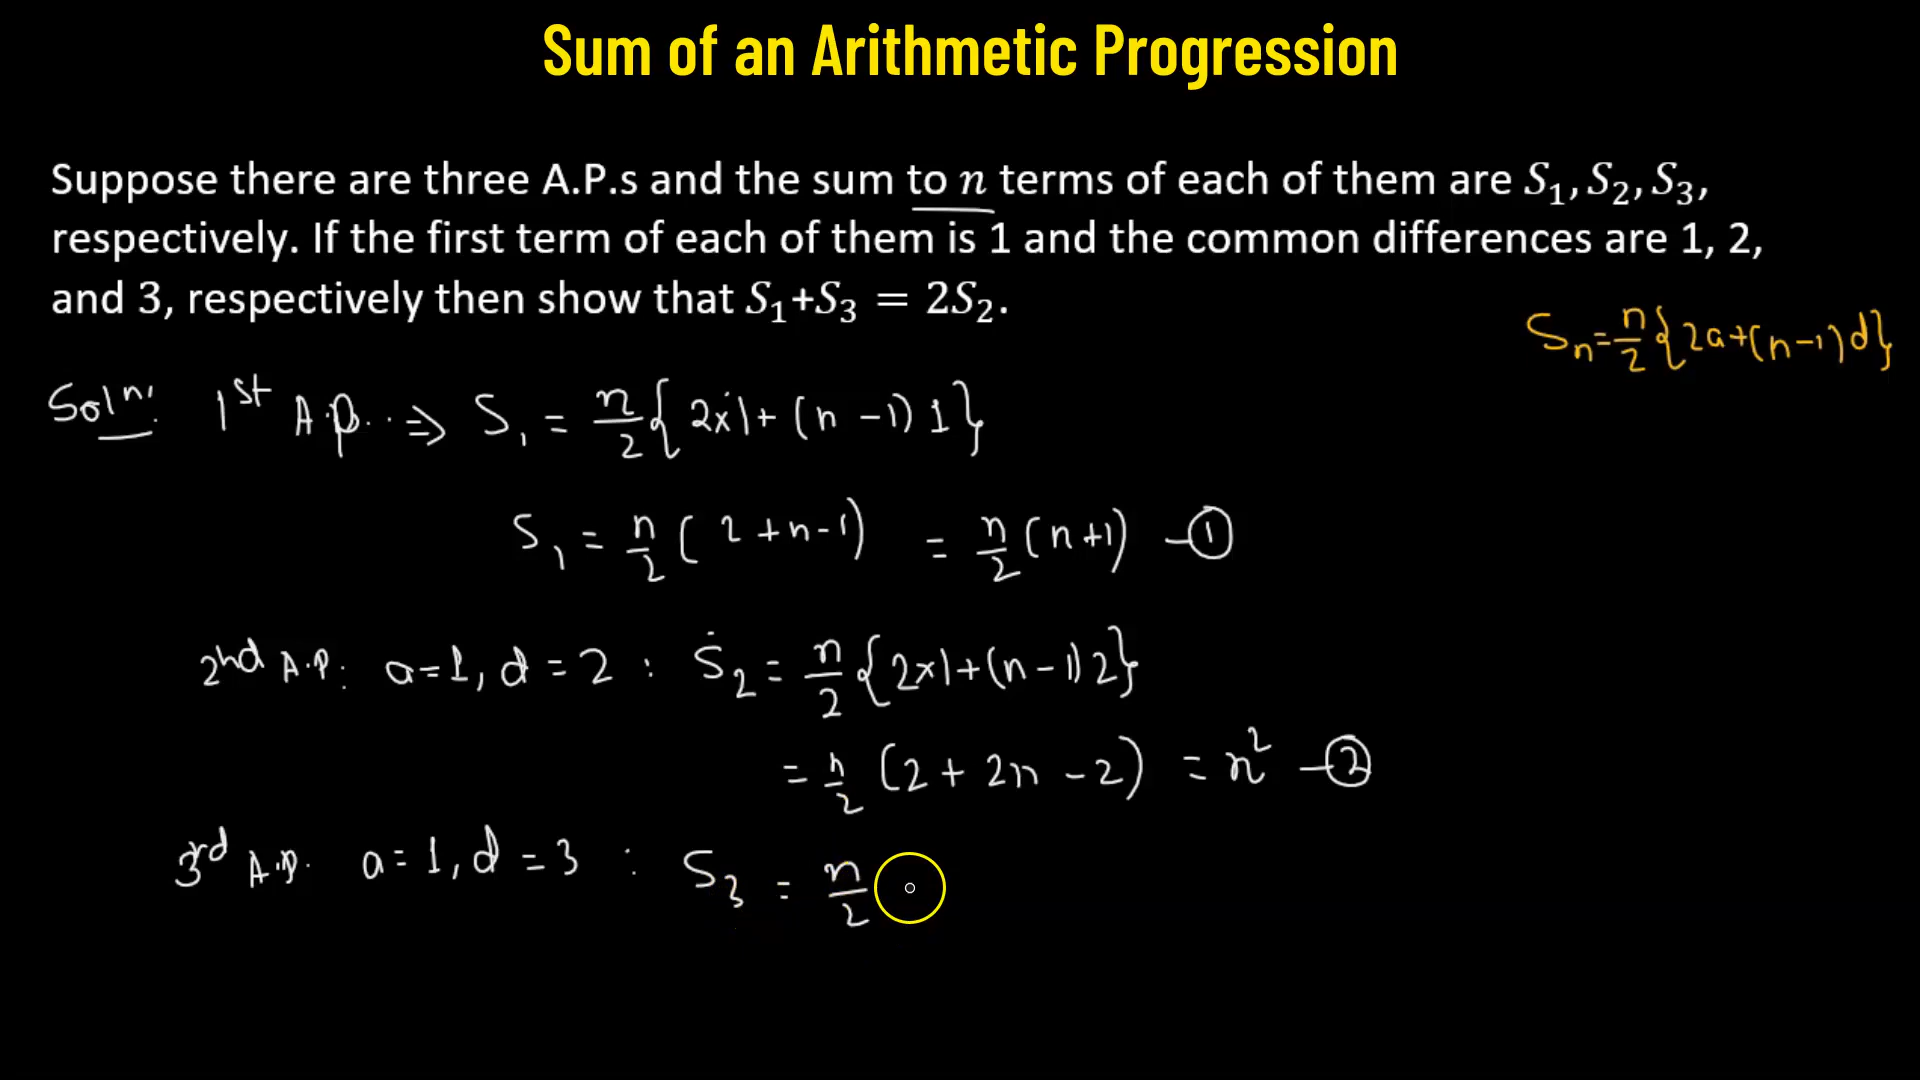 Sum of an Arithmetic Progression
Suppose there are three A.P.s and the sum to n terms of each of them are S₁, S₂, S₃,
respectively. If the first term of each of them is 1 and the common differences are 1, 2,
and 3, respectively then show that S₁+S₃ = 2S₂.
Sₙ = n/2 {2a+(n-1)d}
Soln: 1st A.P. ⇒ S₁ = n/2 {2x1+(n-1)1}
S₁ = n/2 (2+n-1) = n/2 (n+1) -①
2nd A.P: a=1, d=2 : S₂ = n/2 {2x1+(n-1)2}
= n/2 (2+2n-2) = n² -②
3rd A.P. a=1, d=3 : S₃ = n/2